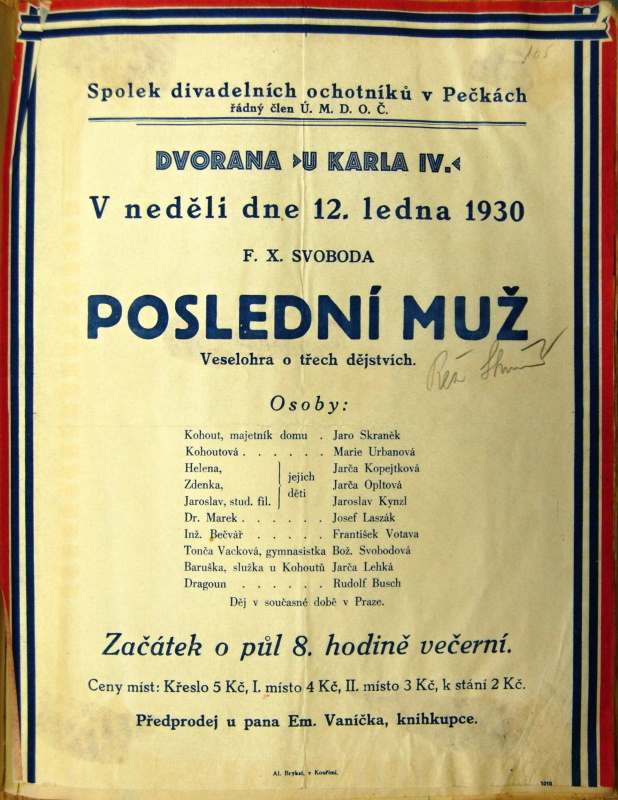 105
Spolek divadelních ochotníků v Pečkách
řádný člen Ú. M. D. O. Č.
DVORANA ›U KARLA IV.‹
V neděli dne 12. ledna 1930
F. X. SVOBODA
POSLEDNÍ MUŽ
Veselohra o třech dějstvích.
Osoby:
Kohout, majetník domu . Jaro Skraněk
Kohoutová . . . . . . Marie Urbanová
Helena, Jarča Kopejtková
jejich
Zdenka, Jarča Opltová
děti
Jaroslav, stud. fil. Jaroslav Kynzl
Dr. Marek . . . . . . Josef Laszák
Inž. Bečvář . . . . . František Votava
Tonča Vacková, gymnasistka Bož. Svobodová
Baruška, služka u Kohoutů Jarča Lehká
Dragoun . . . . . . Rudolf Busch
Děj v současné době v Praze.
Začátek o půl 8. hodině večerní.
Ceny míst: Křeslo 5 Kč, I. místo 4 Kč, II. místo 3 Kč, k stání 2 Kč.
Předprodej u pana Em. Vanička, knihkupce.
Al. Bryksí, v Kouřimi.
1010